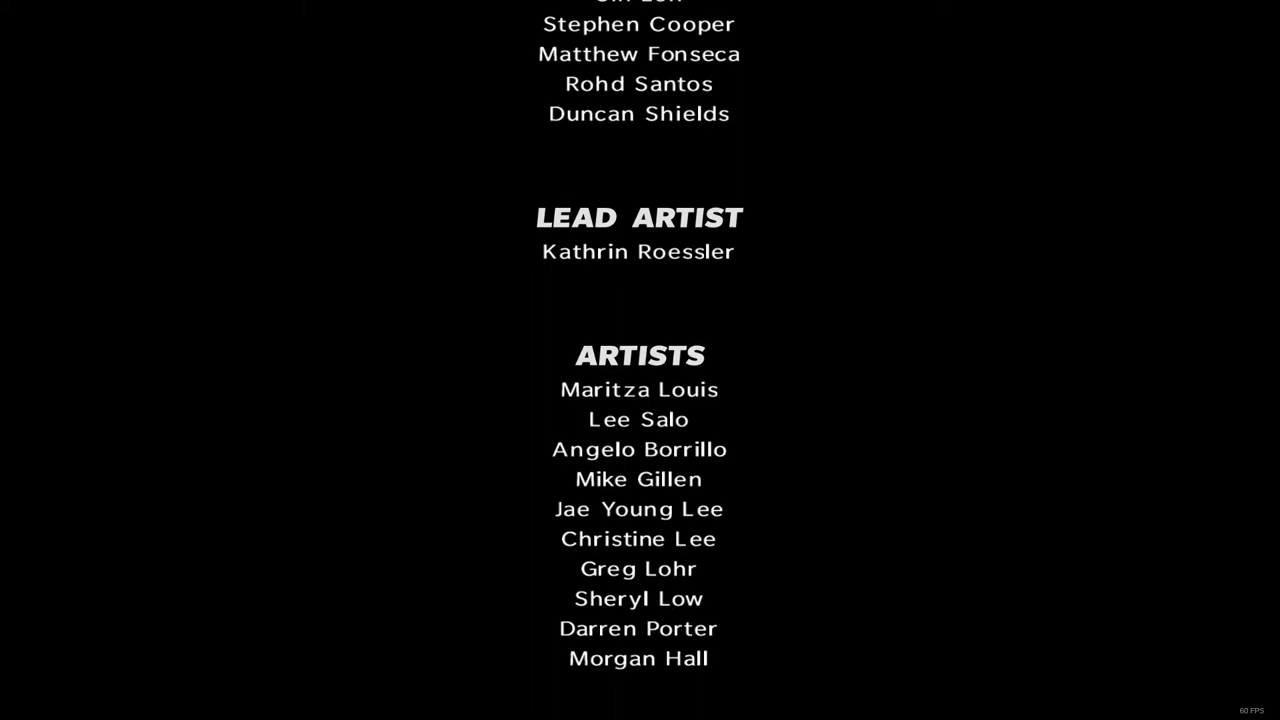 Stephen Cooper
Matthew Fonseca
Rohd Santos
Duncan Shields
LEAD ARTIST
Kathrin Roessler
ARTISTS
Maritza Louis
Lee Salo
Angelo Borrillo
Mike Gillen
Jae Young Lee
Christine Lee
Greg Lohr
Sheryl Low
Darren Porter
Morgan Hall
60 FPS